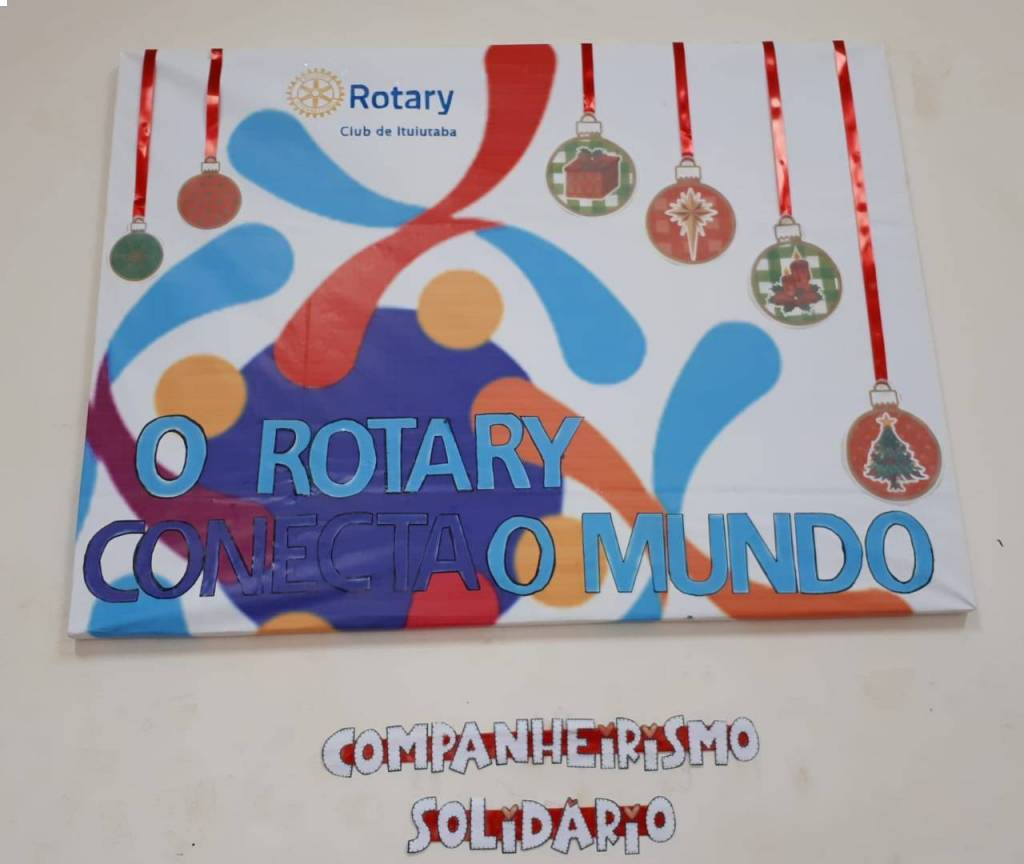 Rotary
Club de Ituiutaba
O ROTARY
CONECTA O MUNDO
COMPANHEIRISMO
SOLIDÁRIO